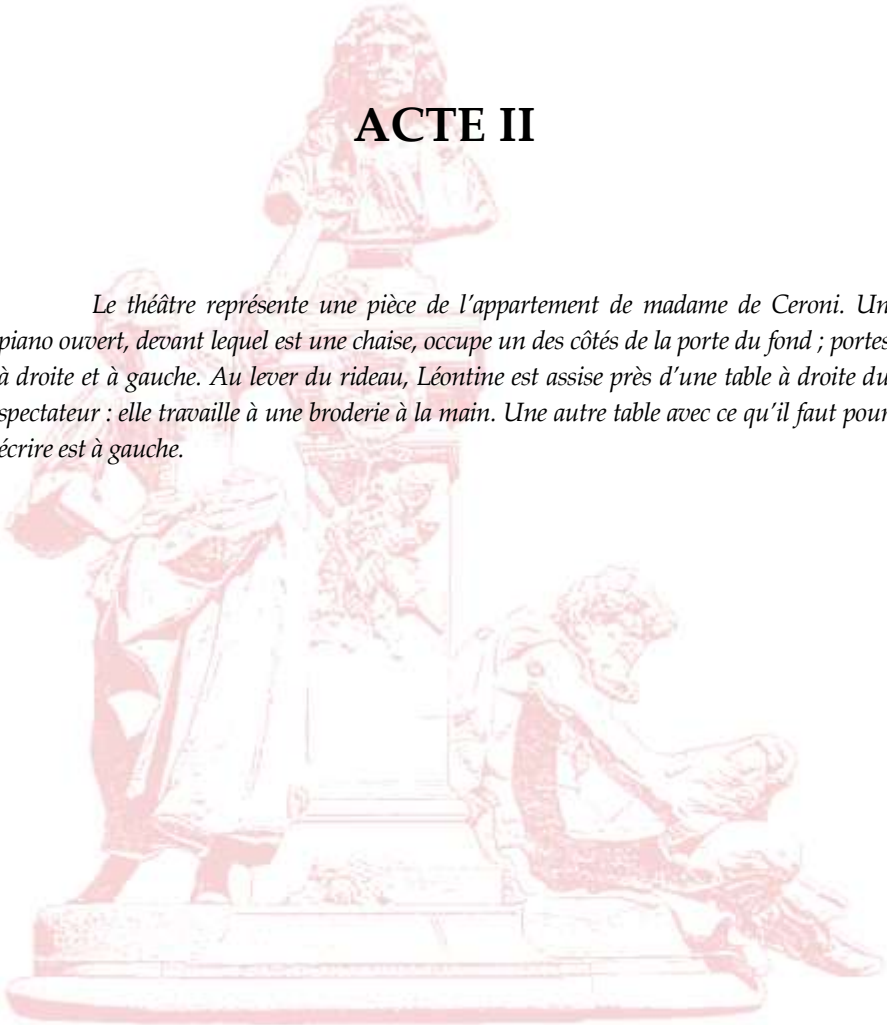 ACTE II
Le théâtre représente une pièce de l’appartement de madame de Ceroni. Un
piano ouvert, devant lequel est une chaise, occupe un des côtés de la porte du fond ; portes
à droite et à gauche. Au lever du rideau, Léontine est assise près d’une table à droite du
spectateur : elle travaille à une broderie à la main. Une autre table avec ce qu’il faut pour
écrire est à gauche.